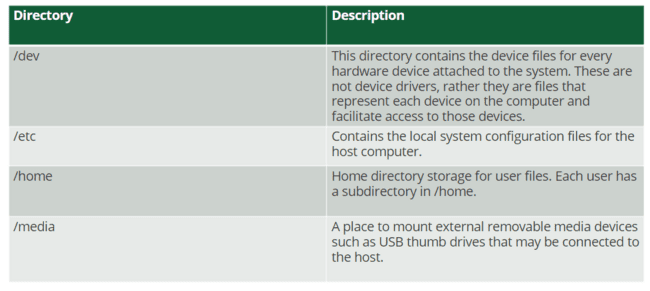 Directory
Description
/dev
This directory contains the device files for every
hardware device attached to the system. These are
not device drivers, rather they are files that
represent each device on the computer and
facilitate access to those devices.
/etc
Contains the local system configuration files for the
host computer.
/home
Home directory storage for user files. Each user has
a subdirectory in /home.
/media
A place to mount external removable media devices
such as USB thumb drives that may be connected to
the host.